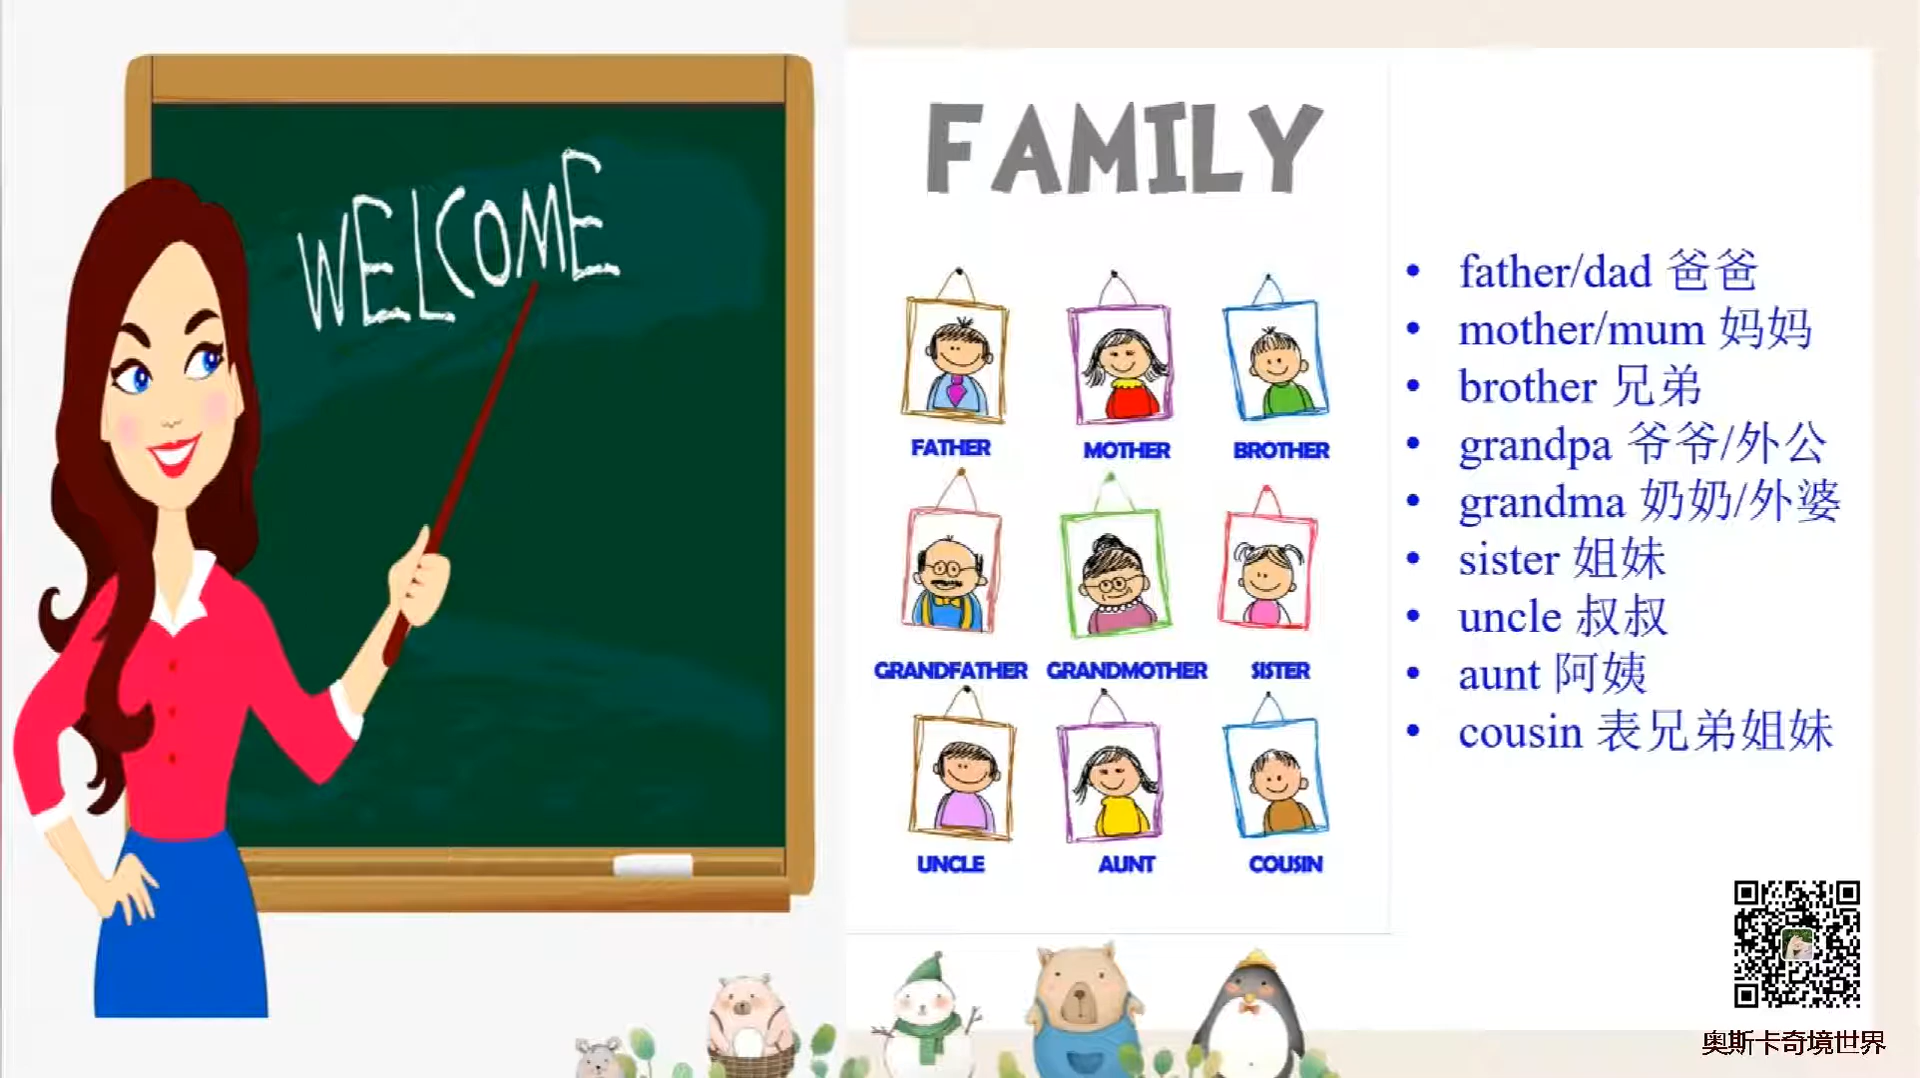 WELCOME
FAMILY
FATHER
MOTHER
BROTHER
GRANDFATHER
GRANDMOTHER
SISTER
UNCLE
AUNT
COUSIN
• father/dad 爸爸
• mother/mum 妈妈
• brother 兄弟
• grandpa 爷爷/外公
• grandma 奶奶/外婆
• sister 姐妹
• uncle 叔叔
• aunt 阿姨
• cousin 表兄弟姐妹
奥斯卡奇境世界